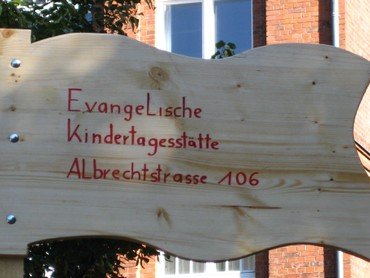 EvangeLische
Kindertagesstätte
ALbrechtstrasse 106